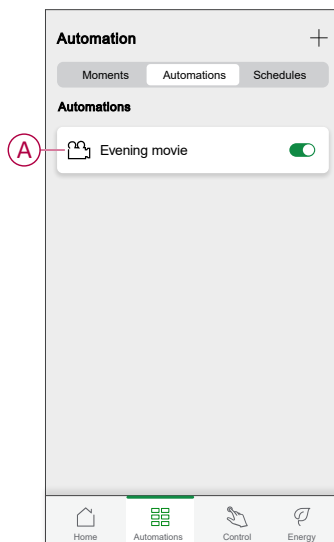 Automation
Moments Automations Schedules
Automations
A Evening movie
Home Automations Control Energy